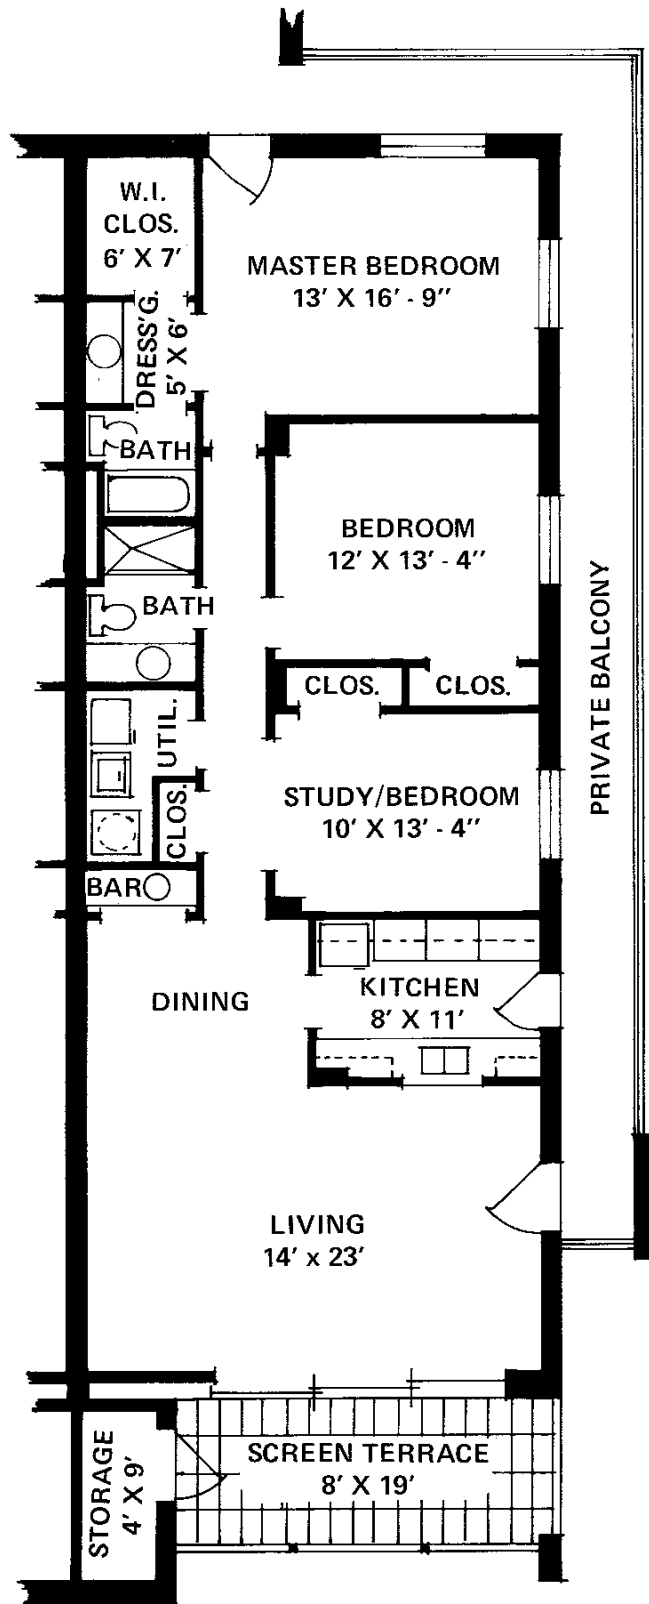 W.I.
CLOS.
6' X 7'
MASTER BEDROOM
13' X 16' - 9"
DRESS'G.
5' X 6'
BATH
BEDROOM
12' X 13' - 4"
BATH
CLOS.
CLOS.
PRIVATE BALCONY
UTIL.
CLOS.
STUDY/BEDROOM
10' X 13' - 4"
BAR
DINING
KITCHEN
8' X 11'
LIVING
14' x 23'
SCREEN TERRACE
8' X 19'
STORAGE
4' X 9'